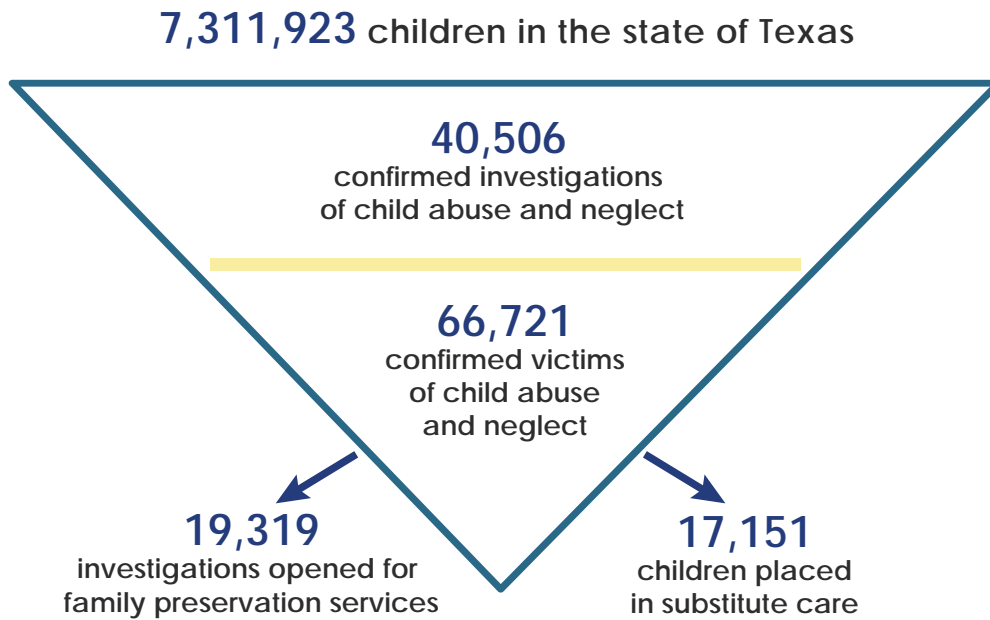 7,311,923 children in the state of Texas
40,506
confirmed investigations
of child abuse and neglect
66,721
confirmed victims
of child abuse
and neglect
19,319
investigations opened for
family preservation services
17,151
children placed
in substitute care